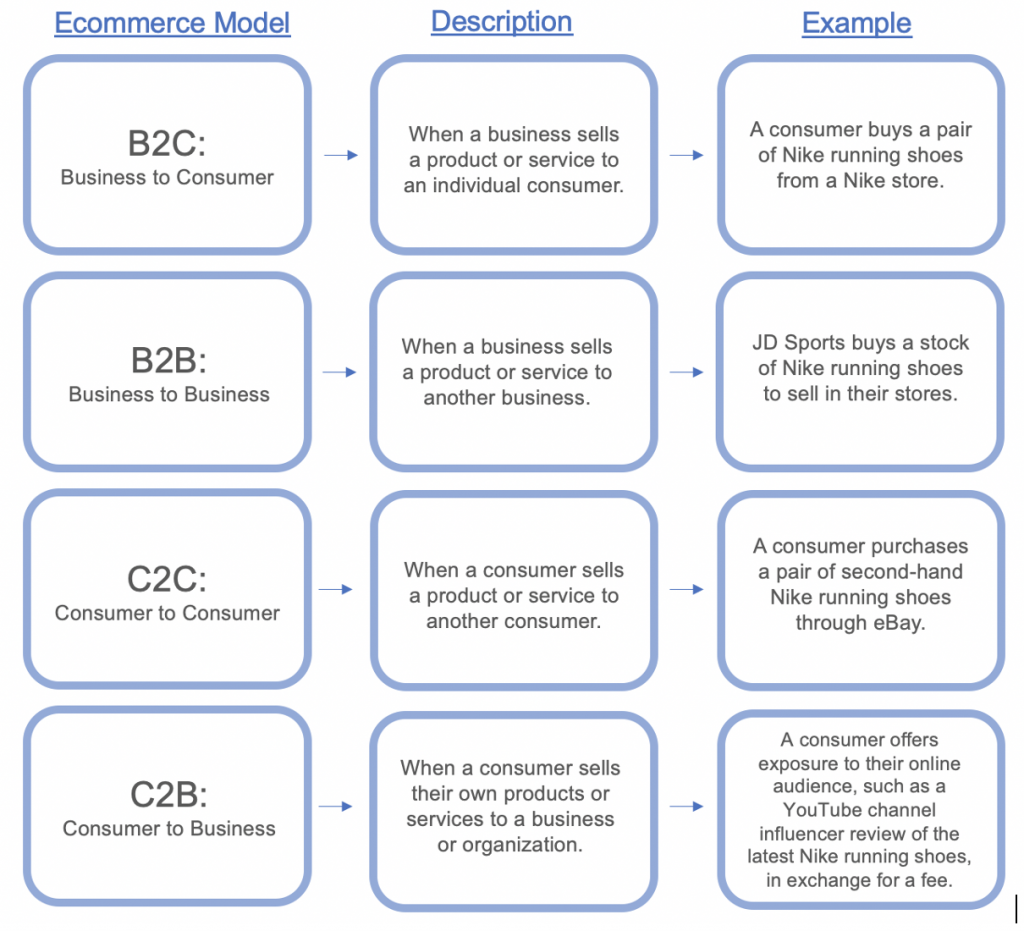 Ecommerce Model
Description
Example
B2C:
Business to Consumer
When a business sells
a product or service to
an individual consumer.
A consumer buys a pair
of Nike running shoes
from a Nike store.
B2B:
Business to Business
When a business sells
a product or service to
another business.
JD Sports buys a stock
of Nike running shoes
to sell in their stores.
C2C:
Consumer to Consumer
When a consumer sells
a product or service to
another consumer.
A consumer purchases
a pair of second-hand
Nike running shoes
through eBay.
C2B:
Consumer to Business
When a consumer sells
their own products or
services to a business
or organization.
A consumer offers
exposure to their online
audience, such as a
YouTube channel
influencer review of the
latest Nike running shoes,
in exchange for a fee.